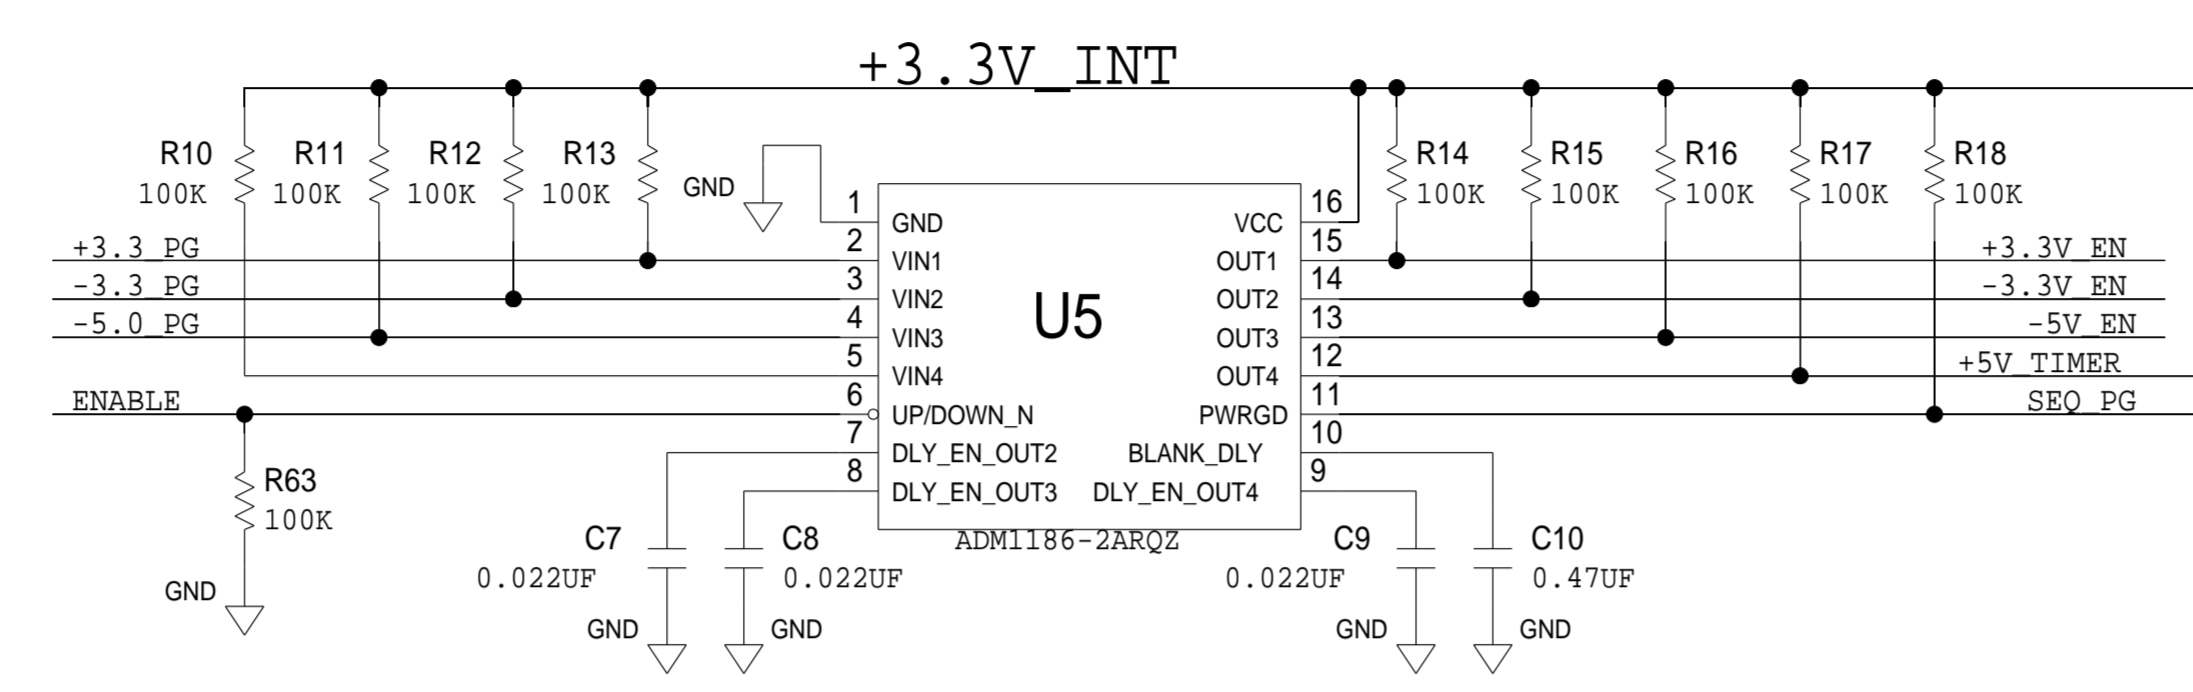 +3.3V_INT
R10
100K
R11
100K
R12
100K
R13
100K
GND
R14
100K
R15
100K
R16
100K
R17
100K
R18
100K
+3.3_PG
-3.3_PG
-5.0_PG
ENABLE
1
2
3
4
5
6
7
8
GND
VIN1
VIN2
VIN3
VIN4
UP/DOWN_N
DLY_EN_OUT2
DLY_EN_OUT3
U5
VCC
OUT1
OUT2
OUT3
OUT4
PWRGD
BLANK_DLY
DLY_EN_OUT4
16
15
14
13
12
11
10
9
+3.3V_EN
-3.3V_EN
-5V_EN
+5V_TIMER
SEQ_PG
ADM1186-2ARQZ
R63
100K
GND
C7
0.022UF
GND
C8
0.022UF
GND
C9
0.022UF
GND
C10
0.47UF
GND